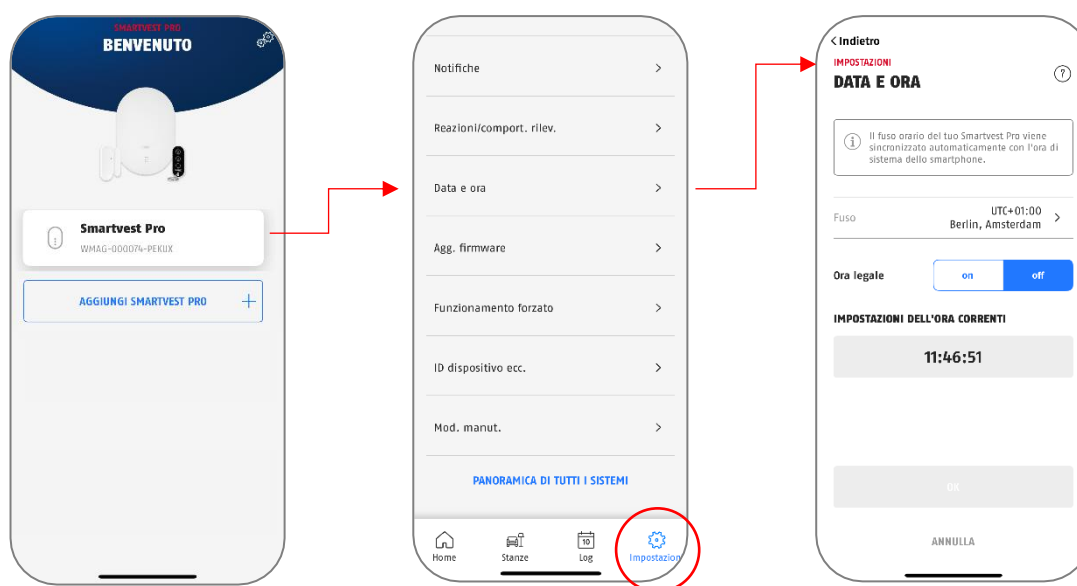 SMARTVEST PRO
BENVENUTO
Smartvest Pro
WMAG-000074-PEKUX
AGGIUNGI SMARTVEST PRO
Notifiche
Reazioni/comport. rilev.
Data e ora
Agg. firmware
Funzionamento forzato
ID dispositivo ecc.
Mod. manut.
PANORAMICA DI TUTTI I SISTEMI
Home
Stanze
10
Log
Impostazion
< Indietro
IMPOSTAZIONI
DATA E ORA
?
i
Il fuso orario del tuo Smartvest Pro viene
sincronizzato automaticamente con l'ora di
sistema dello smartphone.
Fuso
UTC+01:00
Berlin, Amsterdam
Ora legale
on
off
IMPOSTAZIONI DELL'ORA CORRENTI
11:46:51
OK
ANNULLA